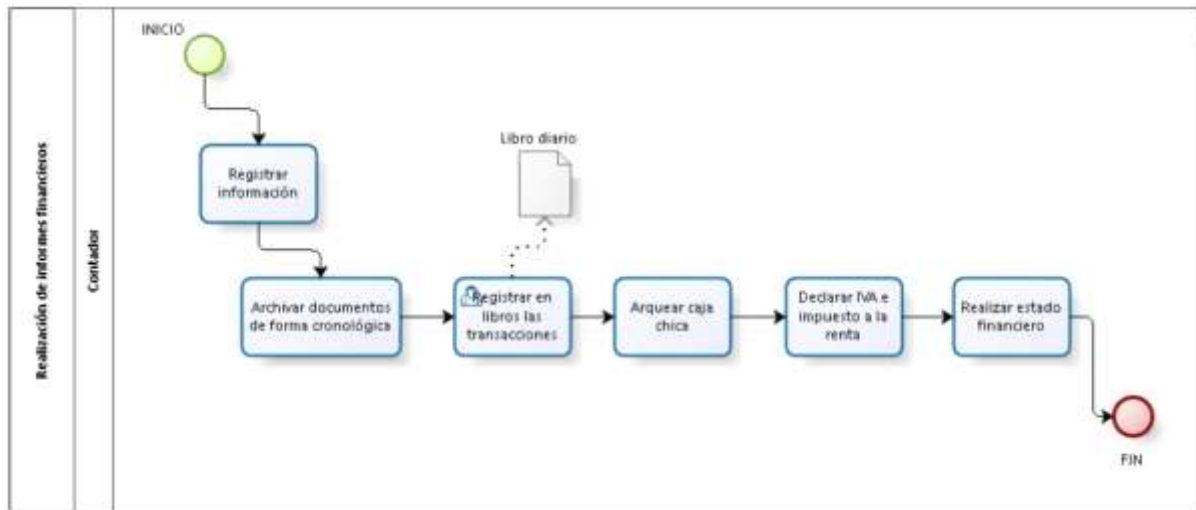 Realización de informes financieros
Contador
INICIO
Registrar
información
Libro diario
Archivar documentos
de forma cronológica
Registrar en
libros las
transacciones
Arquear caja
chica
Declarar IVA e
impuesto a la
renta
Realizar estado
financiero
FIN